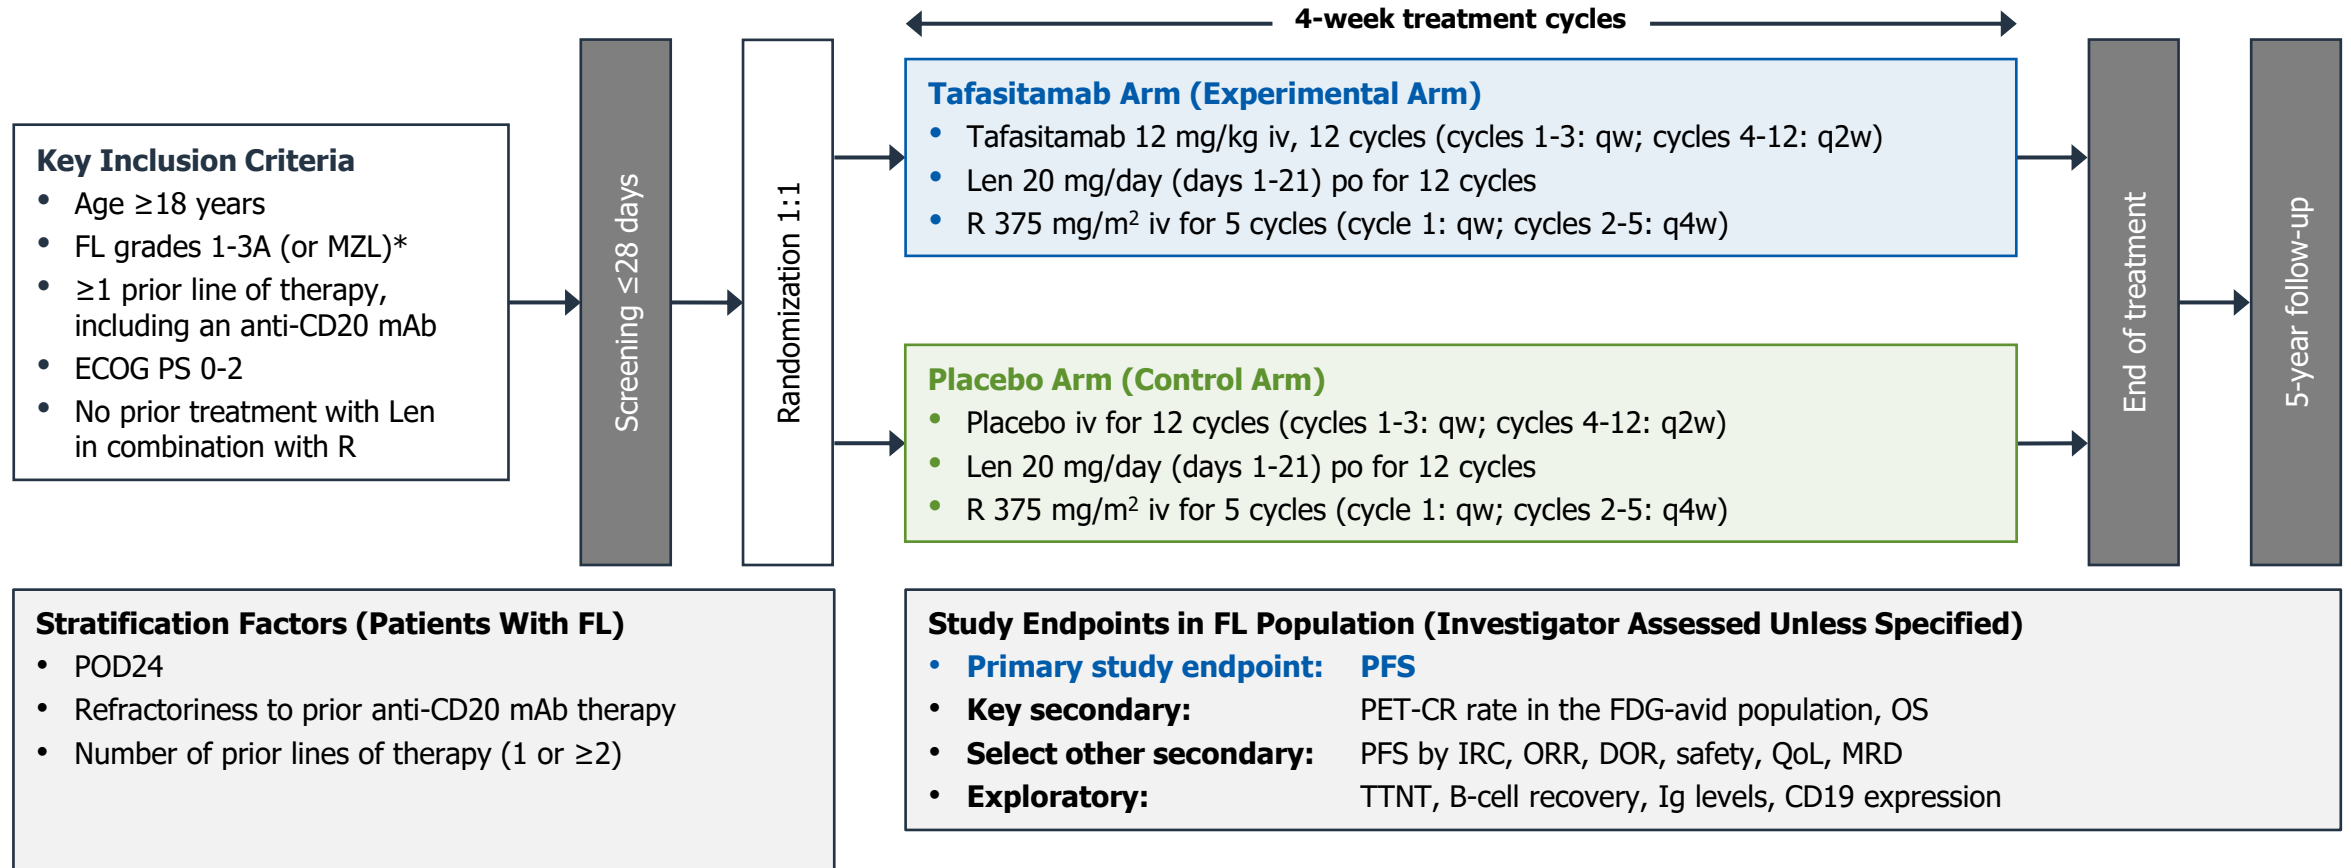 4-week treatment cycles
Key Inclusion Criteria
• Age ≥18 years
• FL grades 1-3A (or MZL)*
• ≥1 prior line of therapy,
including an anti-CD20 mAb
• ECOG PS 0-2
• No prior treatment with Len
in combination with R
Screening ≤28 days
Randomization 1:1
Tafasitamab Arm (Experimental Arm)
• Tafasitamab 12 mg/kg iv, 12 cycles (cycles 1-3: qw; cycles 4-12: q2w)
• Len 20 mg/day (days 1-21) po for 12 cycles
• R 375 mg/m² iv for 5 cycles (cycle 1: qw; cycles 2-5: q4w)
Placebo Arm (Control Arm)
• Placebo iv for 12 cycles (cycles 1-3: qw; cycles 4-12: q2w)
• Len 20 mg/day (days 1-21) po for 12 cycles
• R 375 mg/m² iv for 5 cycles (cycle 1: qw; cycles 2-5: q4w)
End of treatment
5-year follow-up
Stratification Factors (Patients With FL)
• POD24
• Refractoriness to prior anti-CD20 mAb therapy
• Number of prior lines of therapy (1 or ≥2)
Study Endpoints in FL Population (Investigator Assessed Unless Specified)
• Primary study endpoint: PFS
• Key secondary: PET-CR rate in the FDG-avid population, OS
• Select other secondary: PFS by IRC, ORR, DOR, safety, QoL, MRD
• Exploratory: TTNT, B-cell recovery, Ig levels, CD19 expression